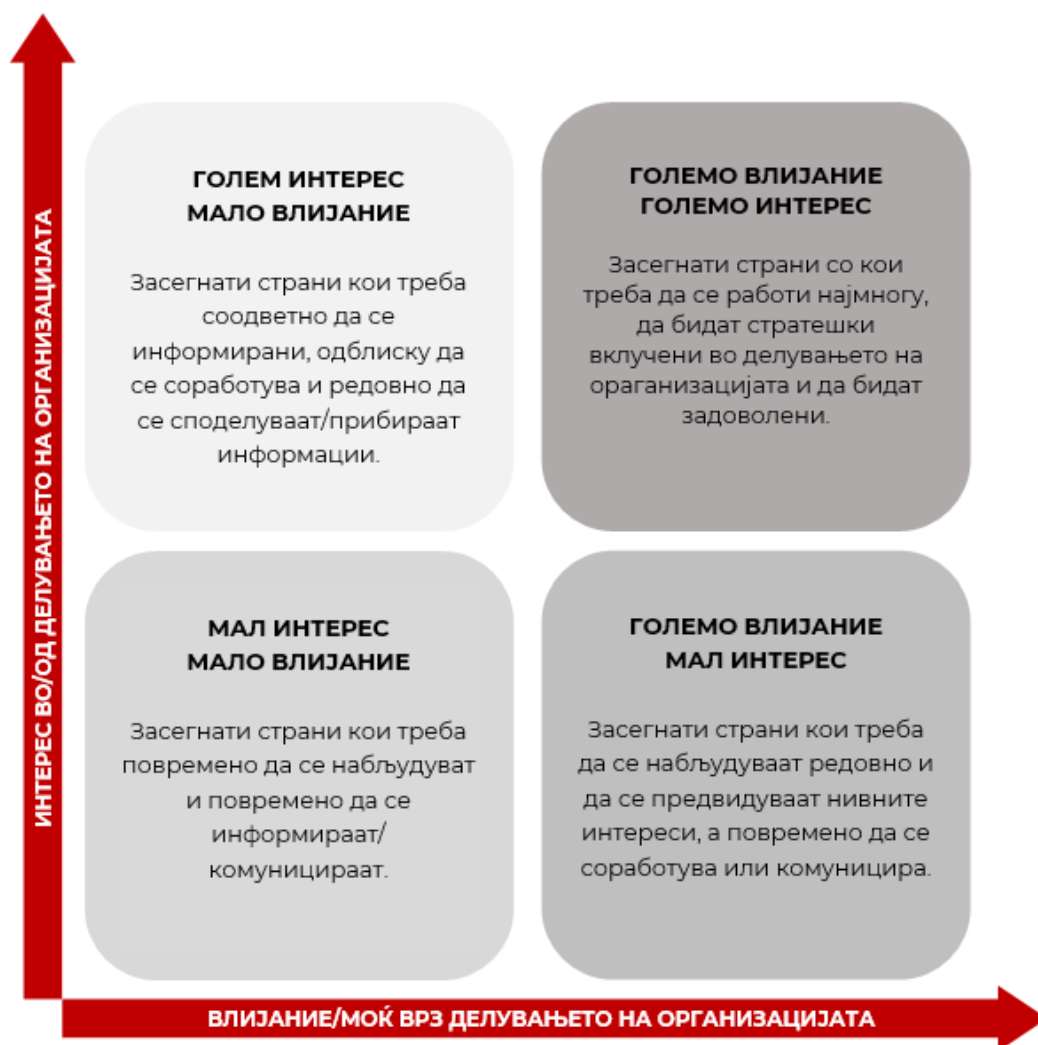 ИНТЕРЕС ВО/ОД ДЕЛУВАЊЕТО НА ОРГАНИЗАЦИЈАТА
ГОЛЕМ ИНТЕРЕС
МАЛО ВЛИЈАНИЕ
Засегнати страни кои треба
соодветно да се
информирани, одблиску да
се соработува и редовно да
се споделуваат/прибираат
информации.
ГОЛЕМО ВЛИЈАНИЕ
ГОЛЕМО ИНТЕРЕС
Засегнати страни со кои
треба да се работи најмногу,
да бидат стратешки
вклучени во делувањето на
ораганизацијата и да бидат
задоволени.
МАЛ ИНТЕРЕС
МАЛО ВЛИЈАНИЕ
Засегнати страни кои треба
повремено да се набљудуват
и повремено да се
информираат/
комуницираат.
ГОЛЕМО ВЛИЈАНИЕ
МАЛ ИНТЕРЕС
Засегнати страни кои треба
да се набљудуваат редовно и
да се предвидуваат нивните
интереси, а повремено да се
соработува или комуницира.
ВЛИЈАНИЕ/МОЌ ВРЗ ДЕЛУВАЊЕТО НА ОРГАНИЗАЦИЈАТА